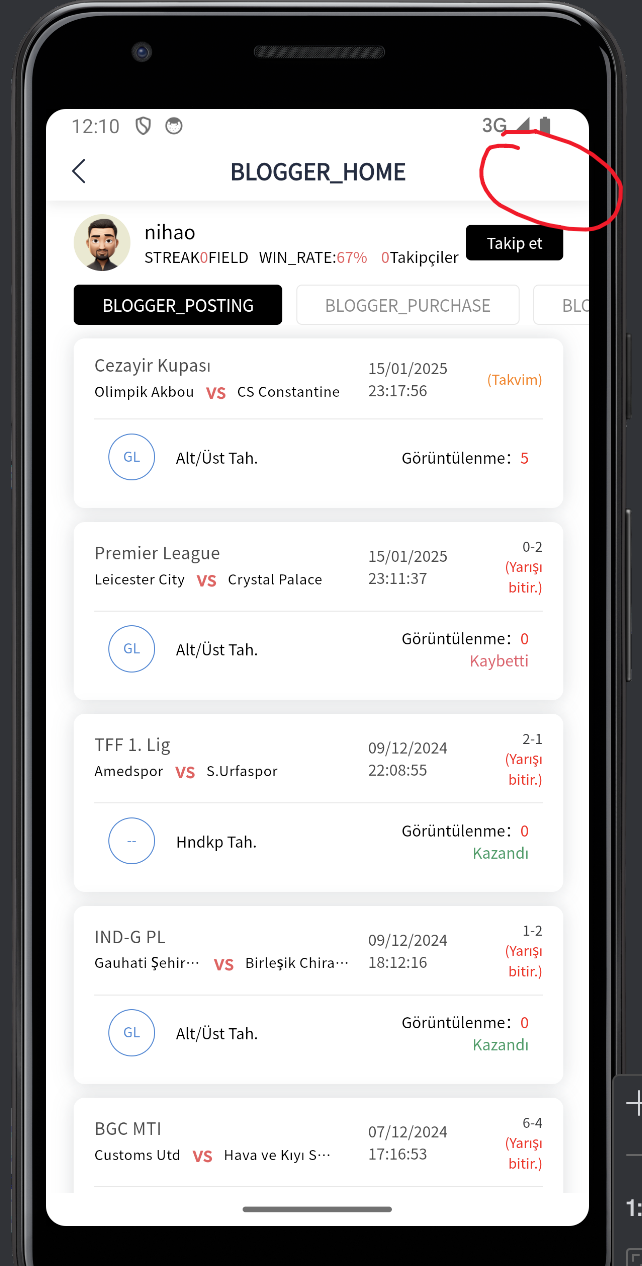 12:10 3G
BLOGGER_HOME
nihao
STREAK0FIELD WIN_RATE:67% 0Takipçiler
Takip et
BLOGGER_POSTING BLOGGER_PURCHASE BLO
Cezayir Kupası
Olimpik Akbou VS CS Constantine
15/01/2025
23:17:56
(Takvim)
GL Alt/Üst Tah. Görüntülenme: 5
Premier League
Leicester City VS Crystal Palace
15/01/2025
23:11:37
0-2
(Yarışı
bitir.)
GL Alt/Üst Tah. Görüntülenme: 0
Kaybetti
TFF 1. Lig
Amedspor VS S.Urfaspor
09/12/2024
22:08:55
2-1
(Yarışı
bitir.)
-- Hndkp Tah. Görüntülenme: 0
Kazandı
IND-G PL
Gauhati Şehir··· VS Birleşik Chira···
09/12/2024
18:12:16
1-2
(Yarışı
bitir.)
GL Alt/Üst Tah. Görüntülenme: 0
Kazandı
BGC MTI
Customs Utd VS Hava ve Kıyı S···
07/12/2024
17:16:53
6-4
(Yarışı
bitir.)
1: